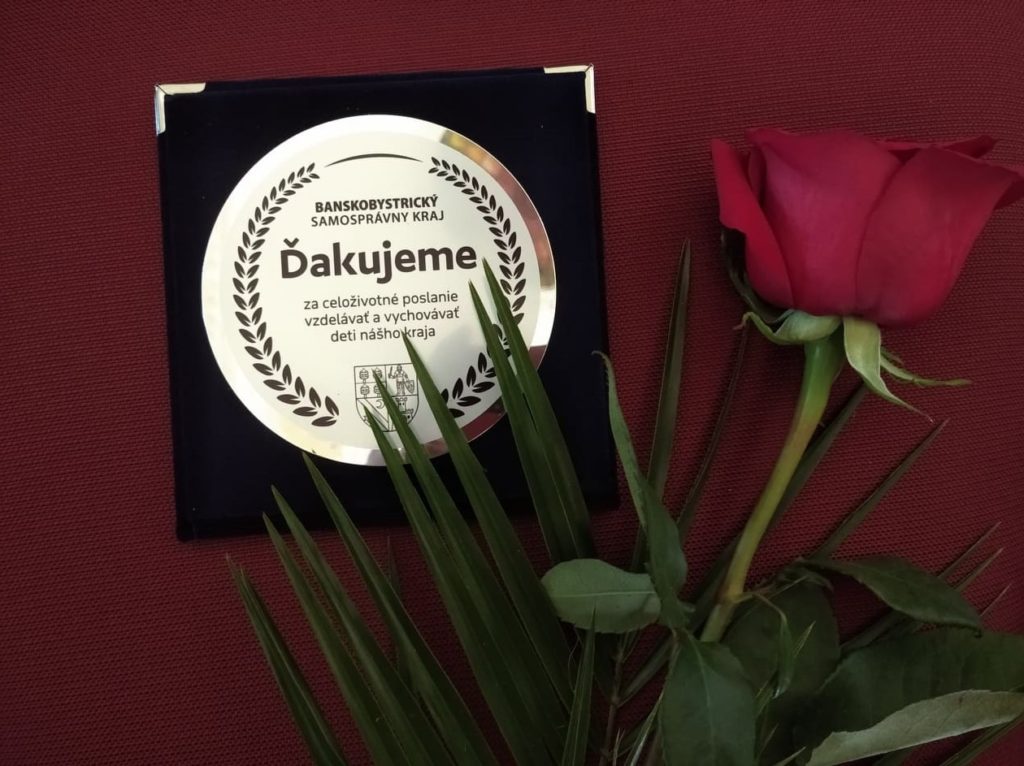 BANSKOBYSTRICKÝ
SAMOSPRÁVNY KRAJ
Ďakujeme
za celoživotné poslanie
vzdelávať a vychovávať
deti nášho kraja